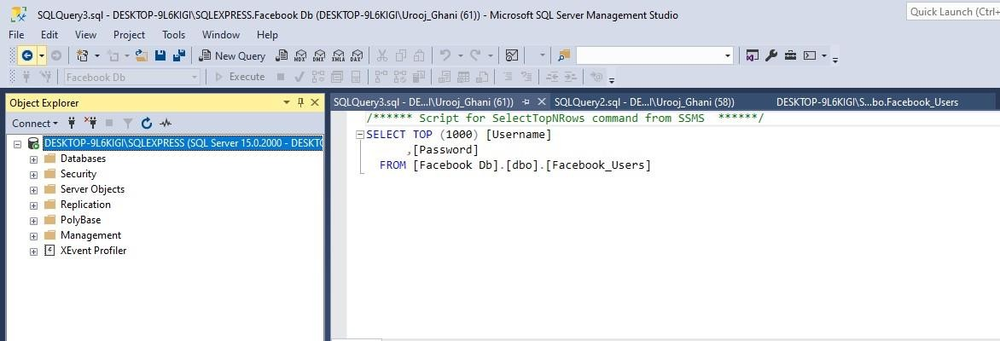 SQLQuery3.sql - DESKTOP-9L6KIGI\SQLEXPRESS.Facebook Db (DESKTOP-9L6KIGI\Urooj_Ghani (61)) - Microsoft SQL Server Management Studio
Quick Launch (Ctrl+
File Edit View Project Tools Window Help
New Query MDX DMX XMLA DAX
Facebook Db Execute
Object Explorer
Connect
DESKTOP-9L6KIGI\SQLEXPRESS (SQL Server 15.0.2000 - DESKTO
Databases
Security
Server Objects
Replication
PolyBase
Management
XEvent Profiler
SQLQuery3.sql - DE...I\Urooj_Ghani (61)) SQLQuery2.sql - DE...I\Urooj_Ghani (58)) DESKTOP-9L6KIGI\S...bo.Facebook_Users
/****** Script for SelectTopNRows command from SSMS ******/
SELECT TOP (1000) [Username]
,[Password]
FROM [Facebook Db].[dbo].[Facebook_Users]